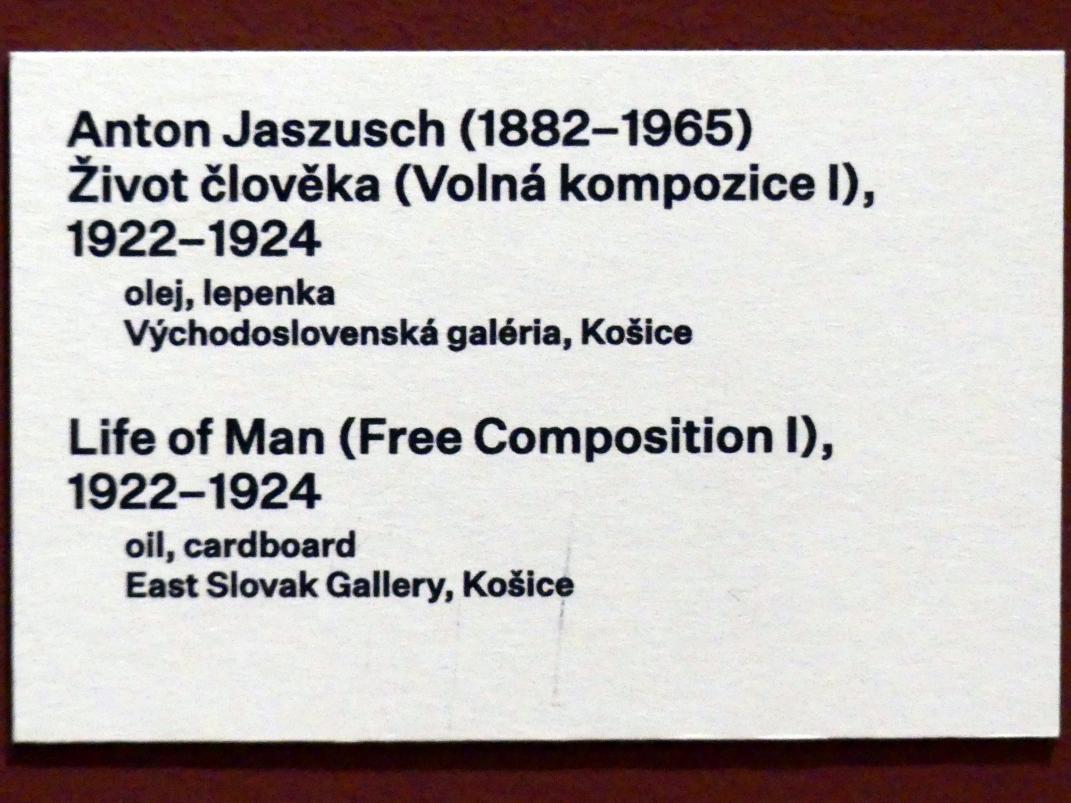 Anton Jaszusch (1882–1965)
Život člověka (Volná kompozice I),
1922–1924
olej, lepenka
Východoslovenská galéria, Košice
Life of Man (Free Composition I),
1922–1924
oil, cardboard
East Slovak Gallery, Košice